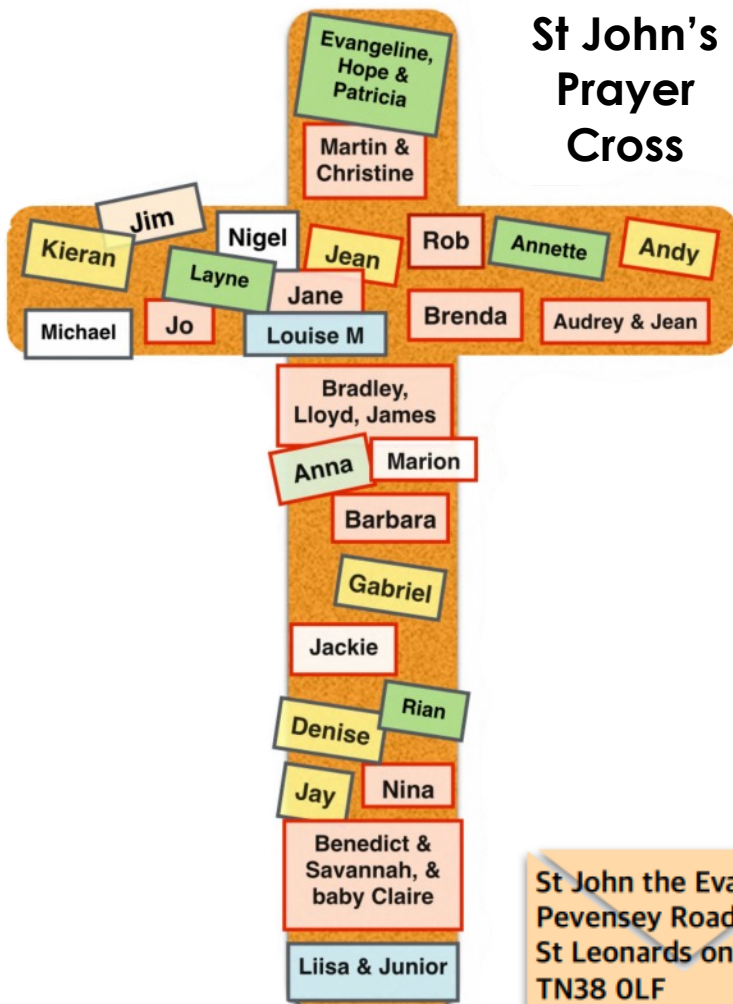 St John's
Prayer
Cross
Evangeline,
Hope &
Patricia
Martin &
Christine
Jim
Kieran
Nigel
Layne
Jean
Rob
Annette
Andy
Jane
Michael
Jo
Louise M
Brenda
Audrey & Jean
Bradley,
Lloyd, James
Anna
Marion
Barbara
Gabriel
Jackie
Rian
Denise
Jay
Nina
Benedict &
Savannah, &
baby Claire
Liisa & Junior
St John the Eva
Pevensey Road
St Leonards on
TN38 0LF